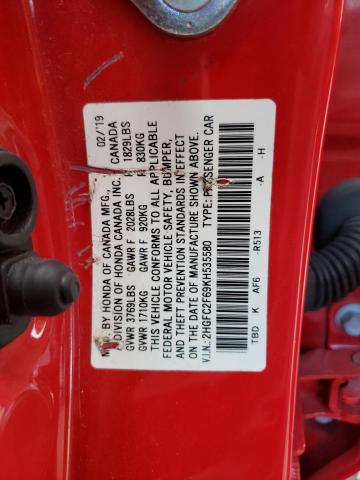 MFD. BY HONDA OF CANADA MFG., 02/'19
A DIVISION OF HONDA CANADA INC., CANADA
GVWR 3769LBS GAWR F 2028LBS R 1829LBS
GVWR 1710KG GAWR F 920KG R 830KG
THIS VEHICLE CONFORMS TO ALL APPLICABLE
FEDERAL MOTOR VEHICLE SAFETY, BUMPER,
AND THEFT PREVENTION STANDARDS IN EFFECT
ON THE DATE OF MANUFACTURE SHOWN ABOVE.
V.I.N.: 2HGFC2F69KH535580 TYPE: PASSENGER CAR
TBD K AF6 -R513 -A -H